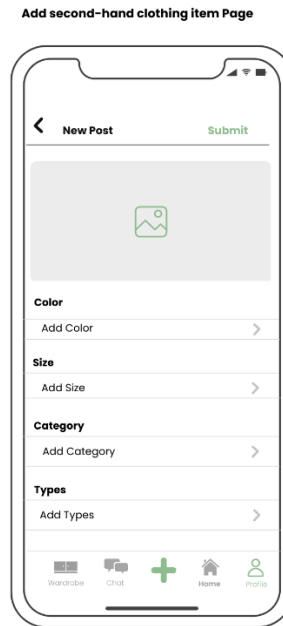 Add second-hand clothing item Page
New Post Submit
Color
Add Color
Size
Add Size
Category
Add Category
Types
Add Types
Wardrobe Chat Home Profile